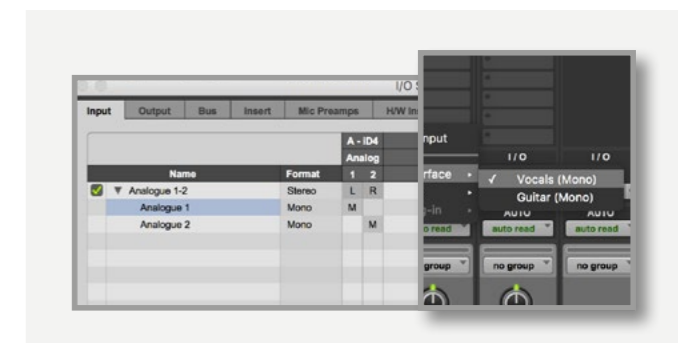 I/O S
Input Output Bus Insert Mic Preamps H/W In
A - iD4
Analog
Name Format 1 2
Analogue 1-2 Stereo L R
Analogue 1 Mono M
Analogue 2 Mono M
nput
I/O I/O
rface
✓ Vocals (Mono)
Guitar (Mono)
g-in
AUTO AUTO
o read auto read auto read
group no group no group